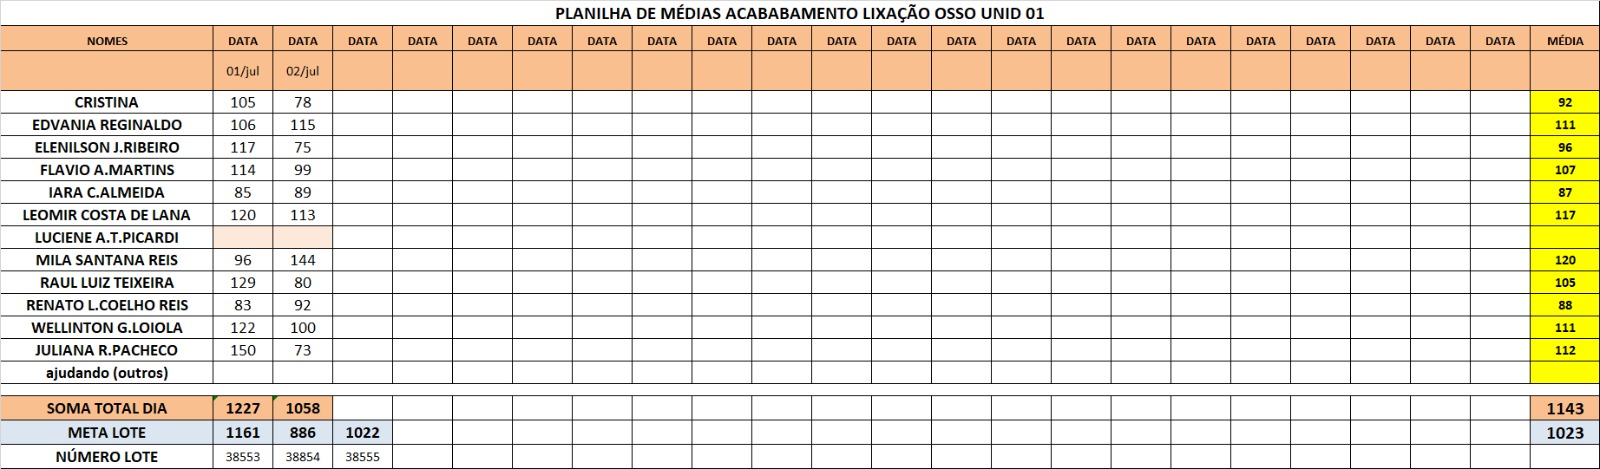 PLANILHA DE MÉDIAS ACABABAMENTO LIXAÇÃO OSSO UNID 01
NOMES DATA DATA DATA DATA DATA DATA DATA DATA DATA DATA DATA DATA DATA DATA DATA DATA DATA DATA DATA DATA DATA DATA MÉDIA
01/jul 02/jul
CRISTINA 105 78 92
EDVANIA REGINALDO 106 115 111
ELENILSON J.RIBEIRO 117 75 96
FLAVIO A.MARTINS 114 99 107
IARA C.ALMEIDA 85 89 87
LEOMIR COSTA DE LANA 120 113 117
LUCIENE A.T.PICARDI
MILA SANTANA REIS 96 144 120
RAUL LUIZ TEIXEIRA 129 80 105
RENATO L.COELHO REIS 83 92 88
WELLINTON G.LOIOLA 122 100 111
JULIANA R.PACHECO 150 73 112
ajudando (outros)
SOMA TOTAL DIA 1227 1058 1143
META LOTE 1161 886 1022 1023
NÚMERO LOTE 38553 38854 38555